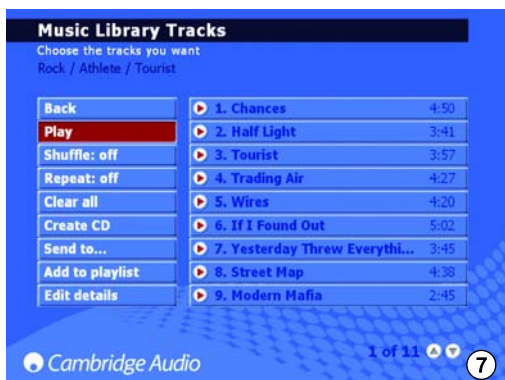 Music Library Tracks
Choose the tracks you want
Rock / Athlete / Tourist
Back
Play
Shuffle: off
Repeat: off
Clear all
Create CD
Send to...
Add to playlist
Edit details
1. Chances 4:50
2. Half Light 3:41
3. Tourist 3:57
4. Trading Air 4:27
5. Wires 4:20
6. If I Found Out 5:02
7. Yesterday Threw Everythi... 3:45
8. Street Map 4:38
9. Modern Mafia 2:45
1 of 11
Cambridge Audio
7